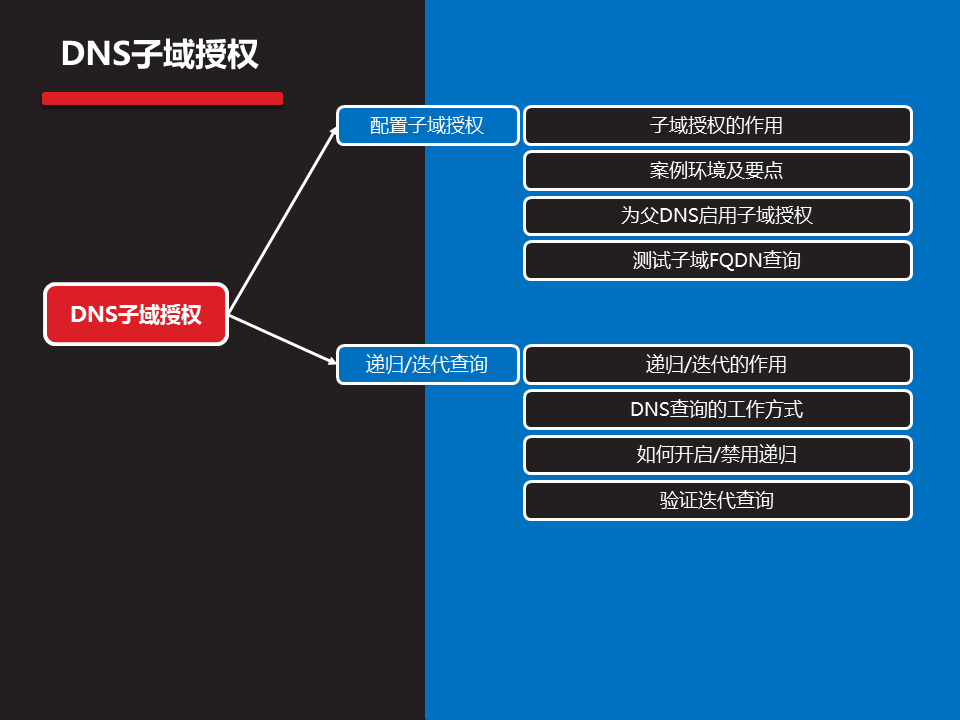 DNS子域授权
配置子域授权
子域授权的作用
案例环境及要点
为父DNS启用子域授权
测试子域FQDN查询
DNS子域授权
递归/迭代查询
递归/迭代的作用
DNS查询的工作方式
如何开启/禁用递归
验证迭代查询